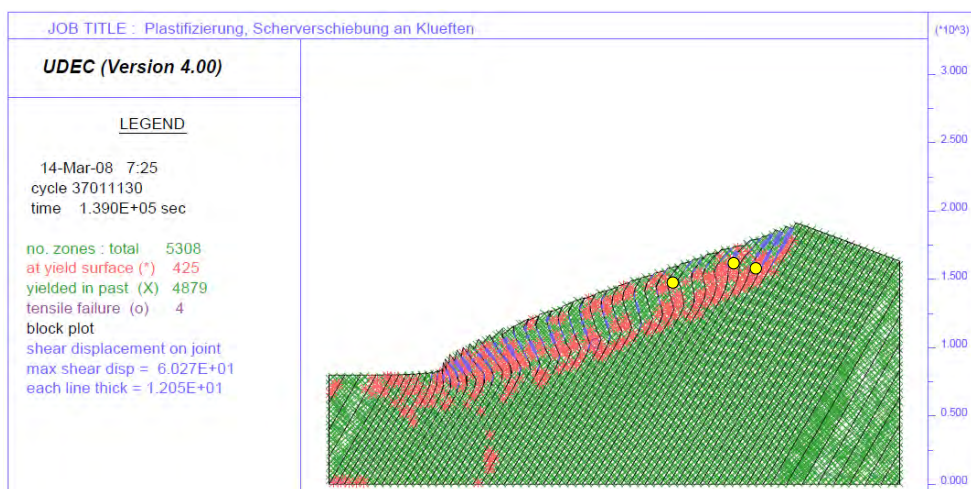 JOB TITLE : Plastifizierung, Scherverschiebung an Klueften
(*10^3)
UDEC (Version 4.00)
LEGEND
14-Mar-08 7:25
cycle 37011130
time 1.390E+05 sec
no. zones : total 5308
at yield surface (*) 425
yielded in past (X) 4879
tensile failure (o) 4
block plot
shear displacement on joint
max shear disp = 6.027E+01
each line thick = 1.205E+01
3.000
2.500
2.000
1.500
1.000
0.500
0.000